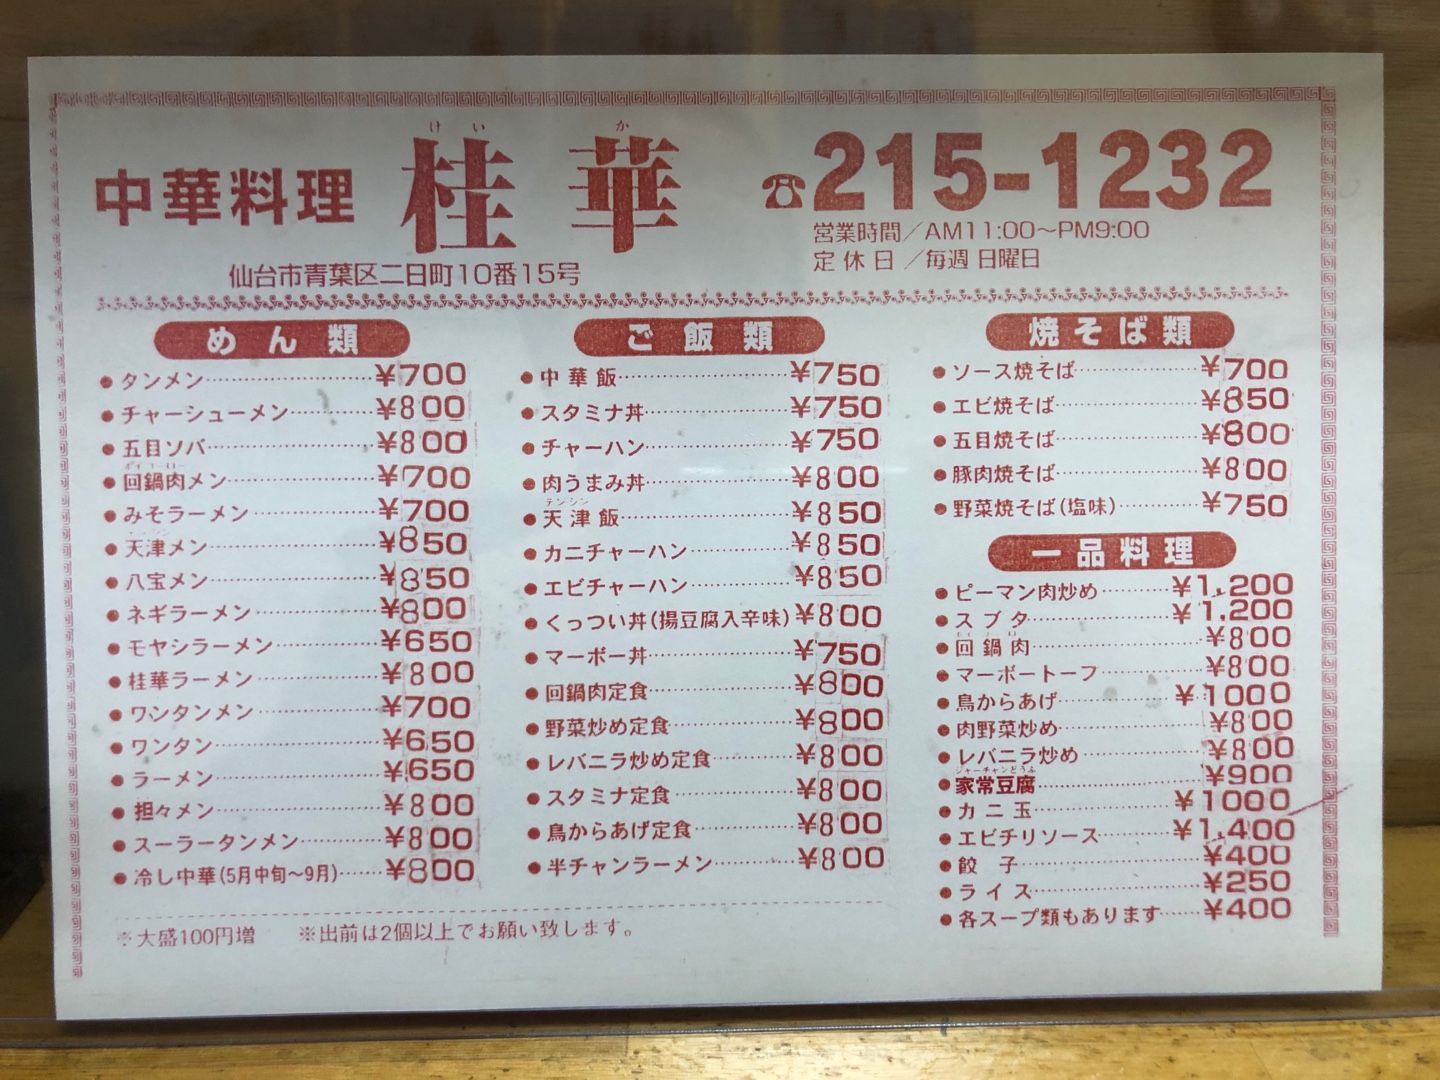 けい か
中華料理 桂華
☎215-1232
営業時間／AM11:00～PM9:00
定休日／毎週 日曜日
仙台市青葉区二日町10番15号
めん類
●タンメン¥700
●チャーシューメン¥800
●五目ソバ¥800
●回鍋肉メン¥700
●みそラーメン¥700
●天津メン¥850
●八宝メン¥850
●ネギラーメン¥800
●モヤシラーメン¥650
●桂華ラーメン¥800
●ワンタンメン¥700
●ワンタン¥650
●ラーメン¥650
●担々メン¥800
●スーラータンメン¥800
●冷し中華(5月中旬～9月)¥800
ご飯類
●中華飯¥750
●スタミナ丼¥750
●チャーハン¥750
●肉うまみ丼¥800
テンシン
●天津飯¥850
●カニチャーハン¥850
●エビチャーハン¥850
●くっつい丼(揚豆腐入辛味)¥800
●マーボー丼¥750
●回鍋肉定食¥800
●野菜炒め定食¥800
●レバニラ炒め定食¥800
●スタミナ定食¥800
●鳥からあげ定食¥800
●半チャンラーメン¥800
※大盛100円増 ※出前は2個以上でお願い致します。
焼そば類
●ソース焼そば¥700
●エビ焼そば¥850
●五目焼そば¥800
●豚肉焼そば¥800
●野菜焼そば(塩味)¥750
一品料理
●ピーマン肉炒め¥1,200
●スブタ¥1,200
●回鍋肉¥800
●マーボートーフ¥800
●鳥からあげ¥1000
●肉野菜炒め¥800
●レバニラ炒め¥800
ジャーチャンどうふ
●家常豆腐¥900
●カニ玉¥1000
●エビチリソース¥1,400
●餃子¥400
●ライス¥250
●各スープ類もあります¥400